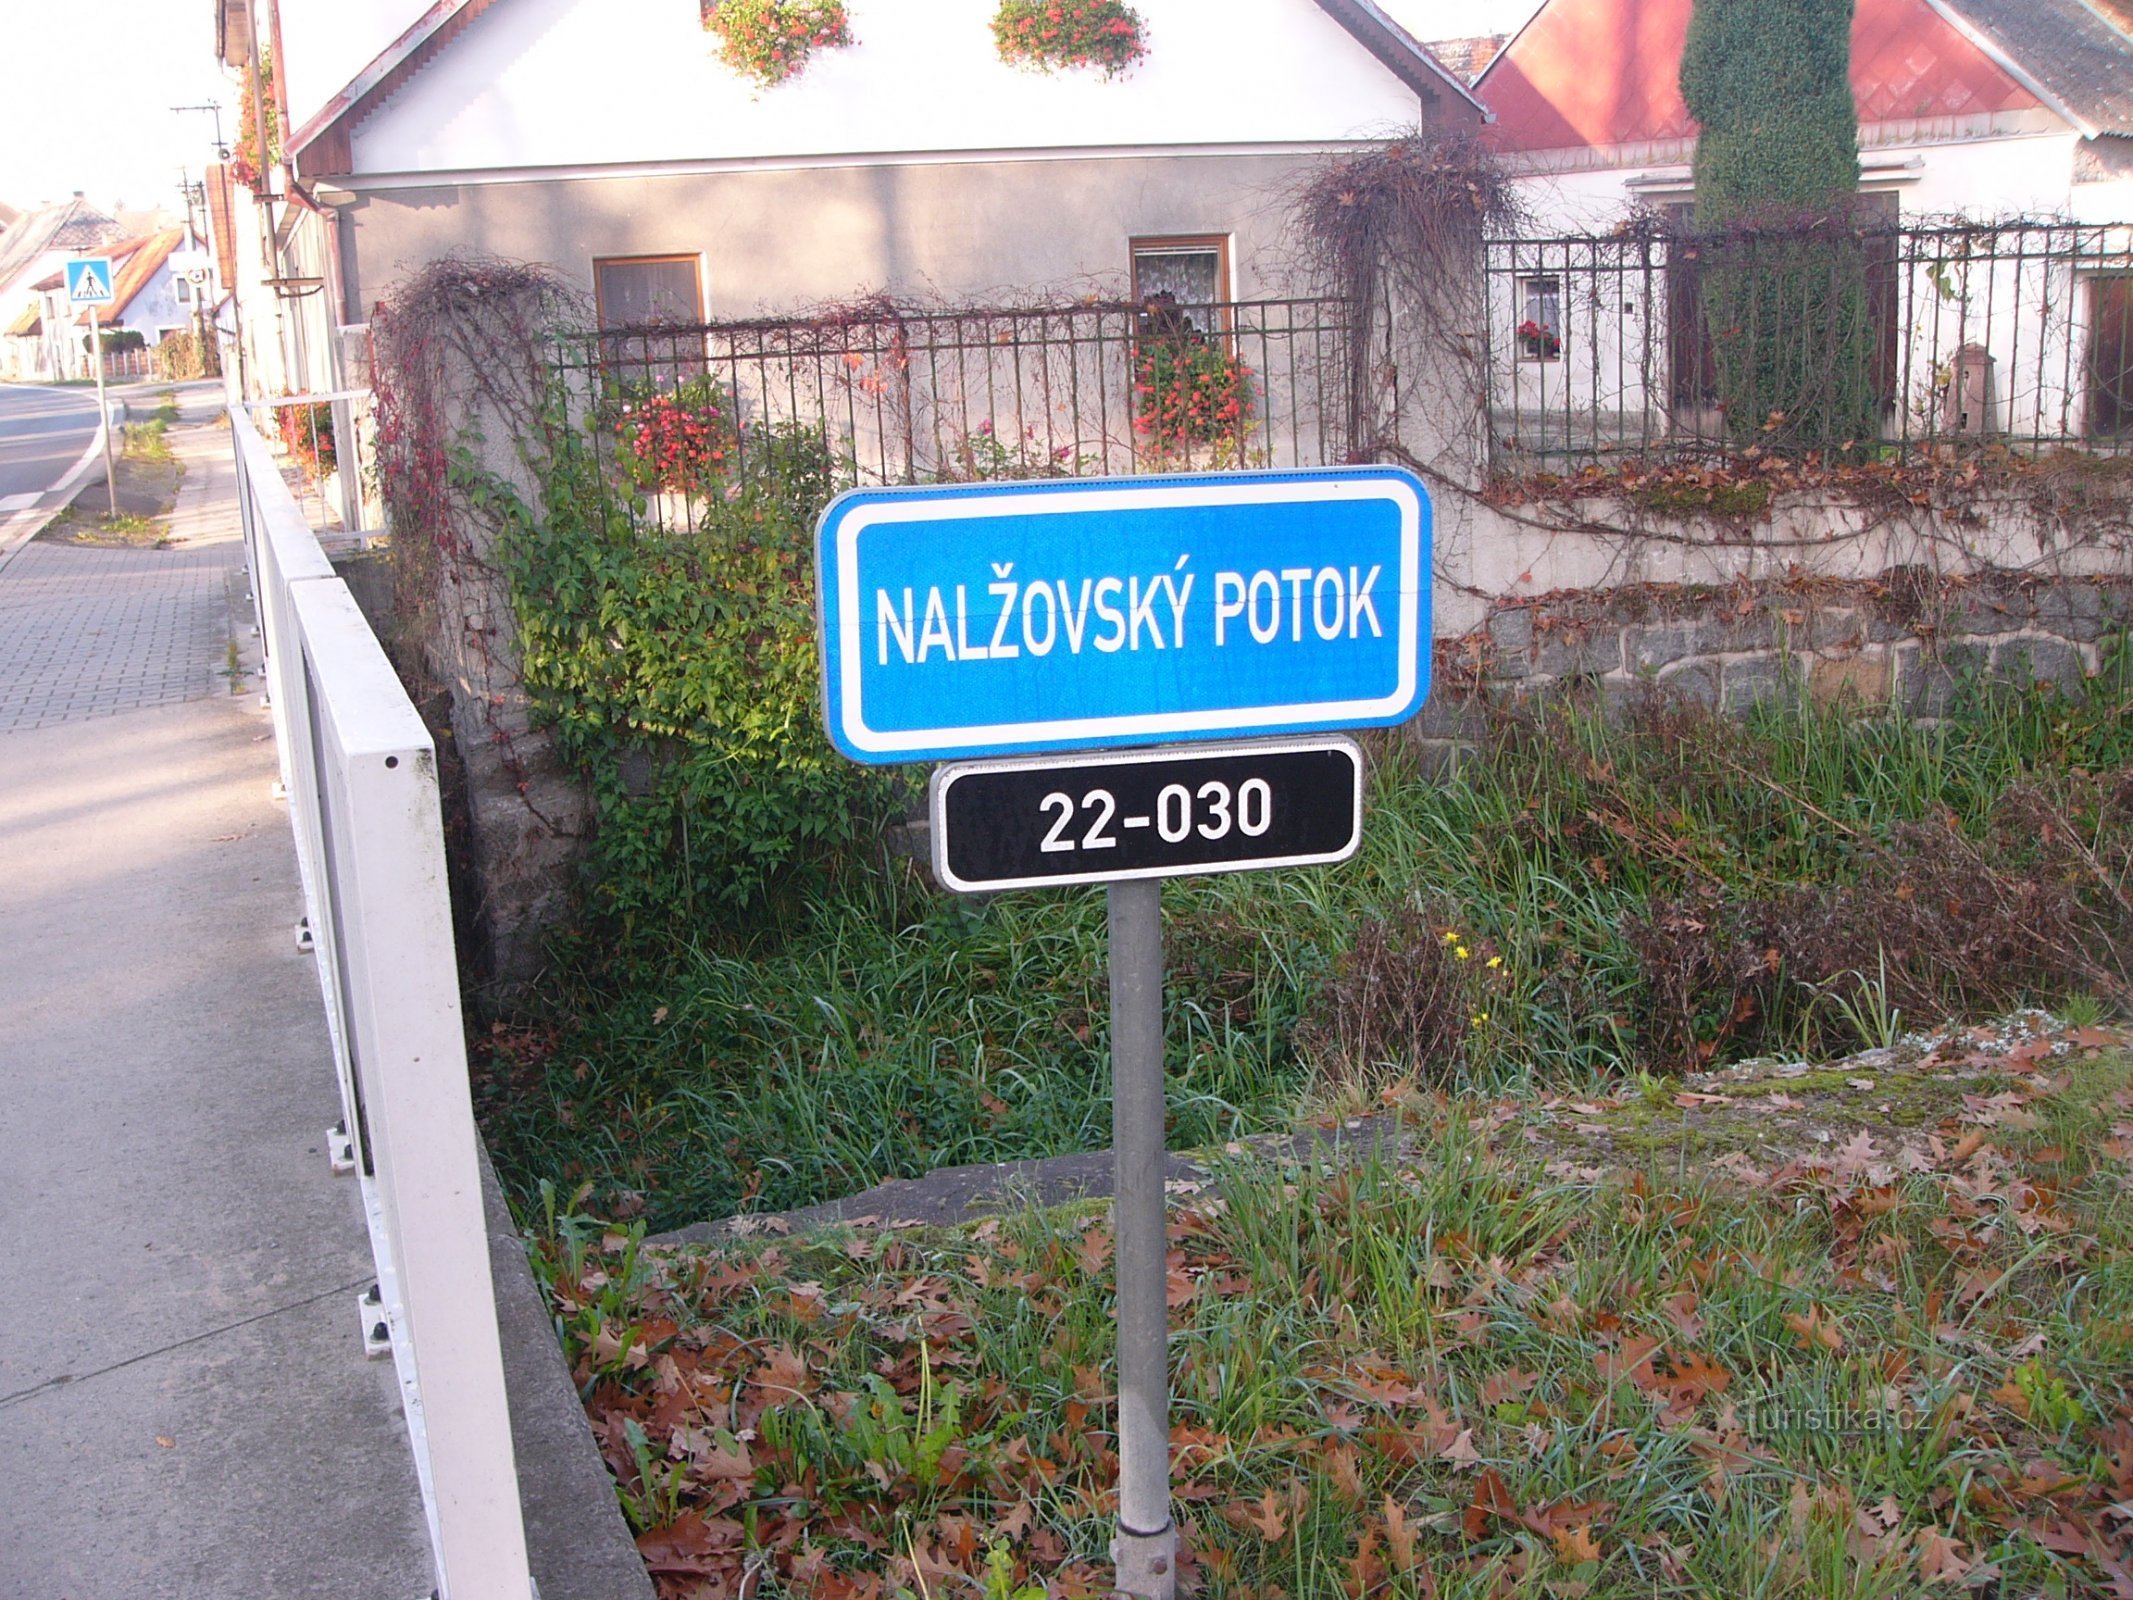 NALŽOVSKÝ POTOK
22-030
Turistika.cz